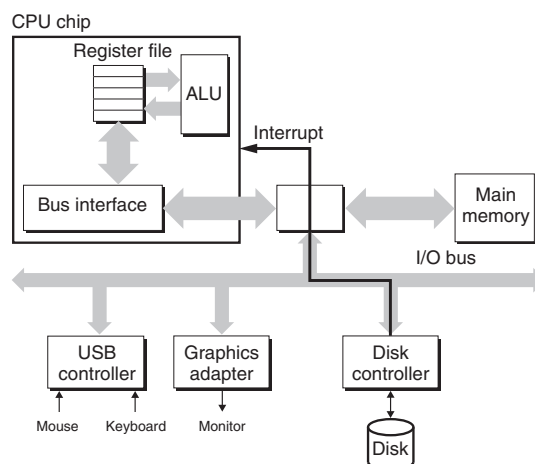 CPU chip
Register file
ALU
Interrupt
Bus interface
Main
memory
I/O bus
USB
controller
Graphics
adapter
Disk
controller
Mouse
Keyboard
Monitor
Disk